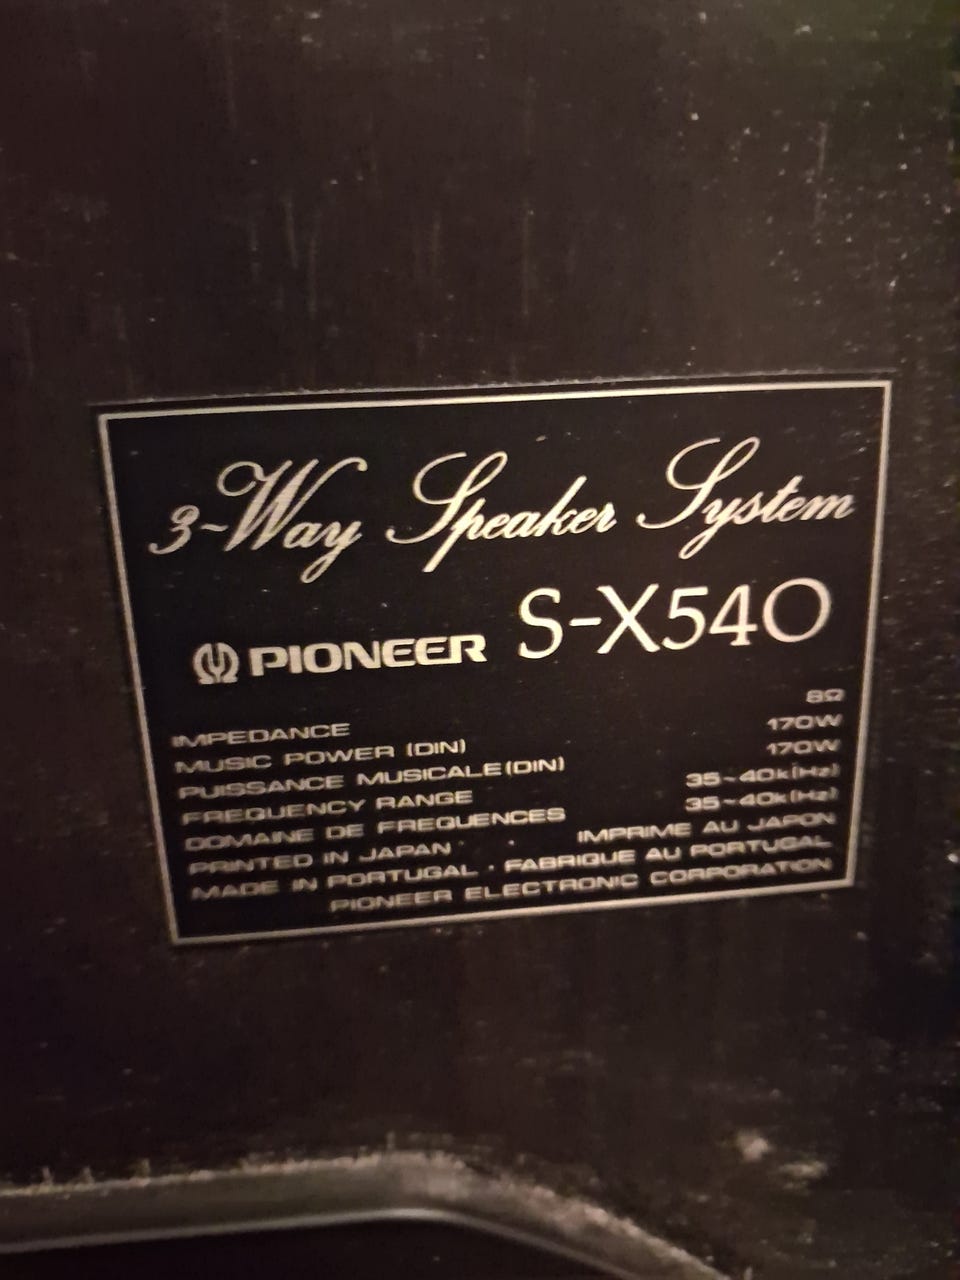 3-Way Speaker System
PIONEER S-X540
IMPEDANCE 8Ω
MUSIC POWER (DIN) 170W
PUISSANCE MUSICALE(DIN) 170W
FREQUENCY RANGE 35~40k(Hz)
DOMAINE DE FREQUENCES 35~40k(Hz)
PRINTED IN JAPAN · IMPRIME AU JAPON
MADE IN PORTUGAL · FABRIQUE AU PORTUGAL
PIONEER ELECTRONIC CORPORATION